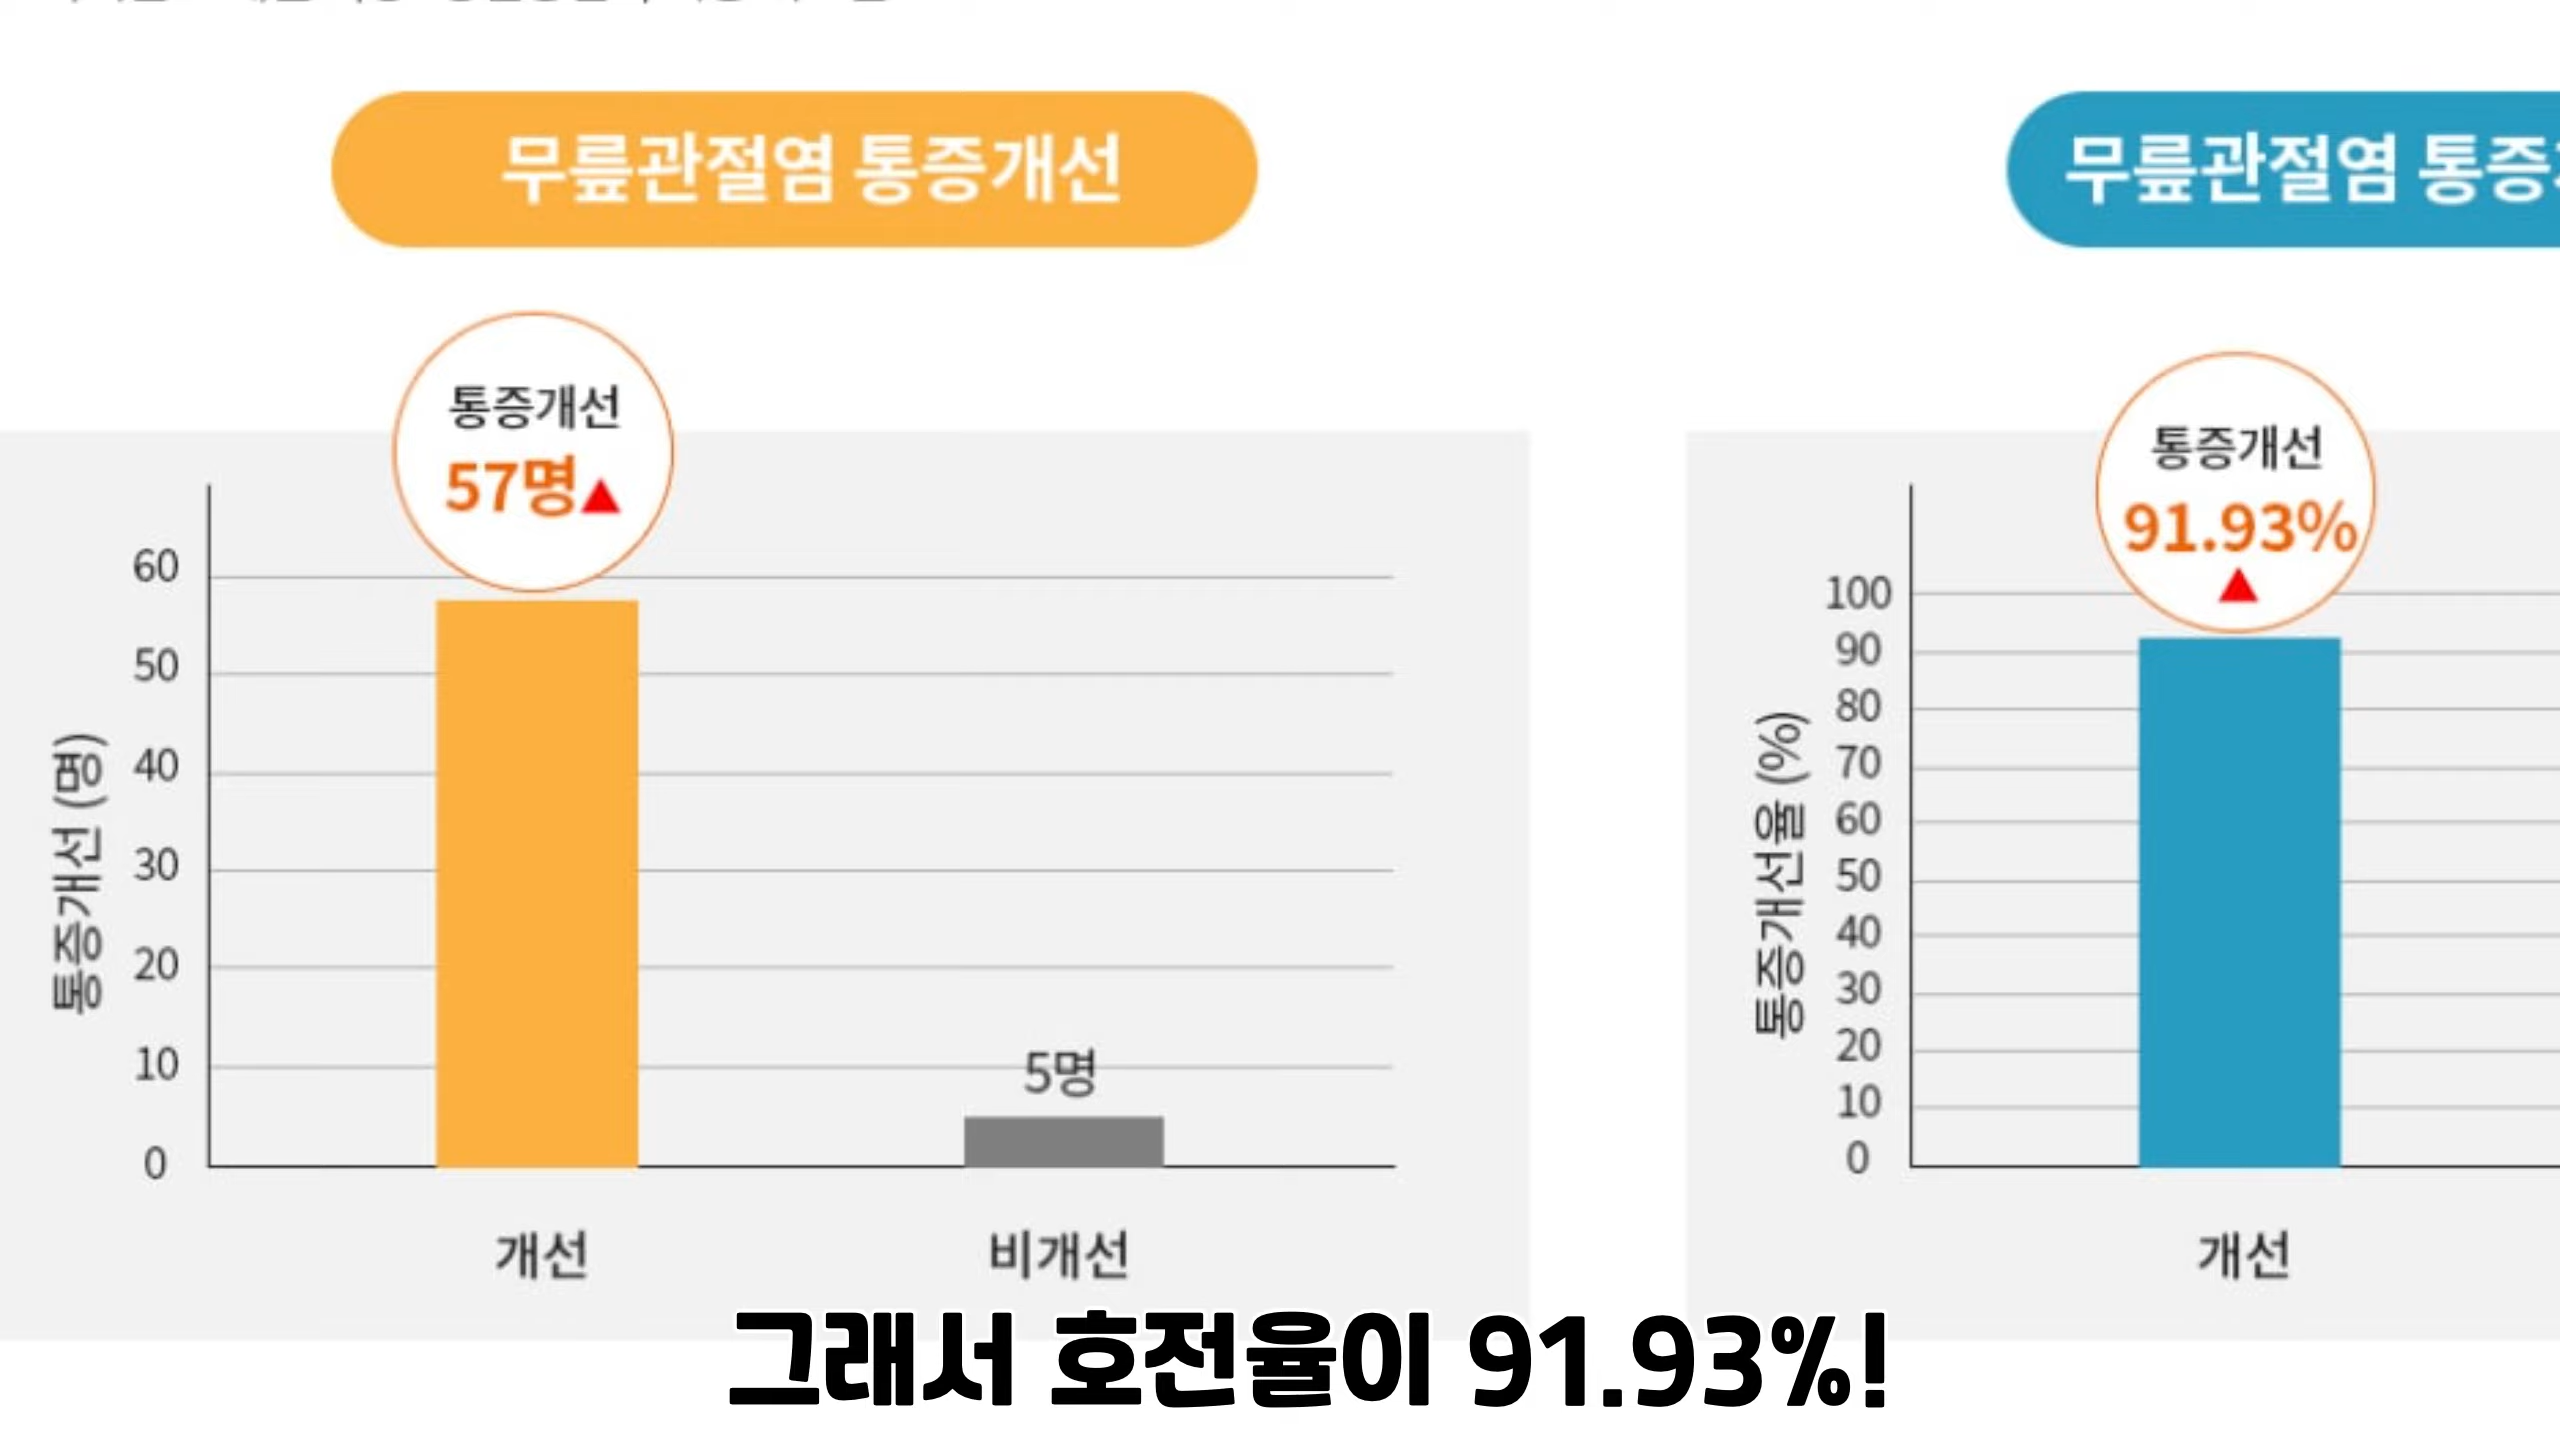 무릎관절염 통증개선
통증개선
57명▲
통증개선 (명)
60
50
40
30
20
10
0
5명
개선
비개선
무릎관절염 통증
통증개선
91.93%
▲
통증개선율 (%)
100
90
80
70
60
50
40
30
20
10
0
개선
그래서 호전율이 91.93%!